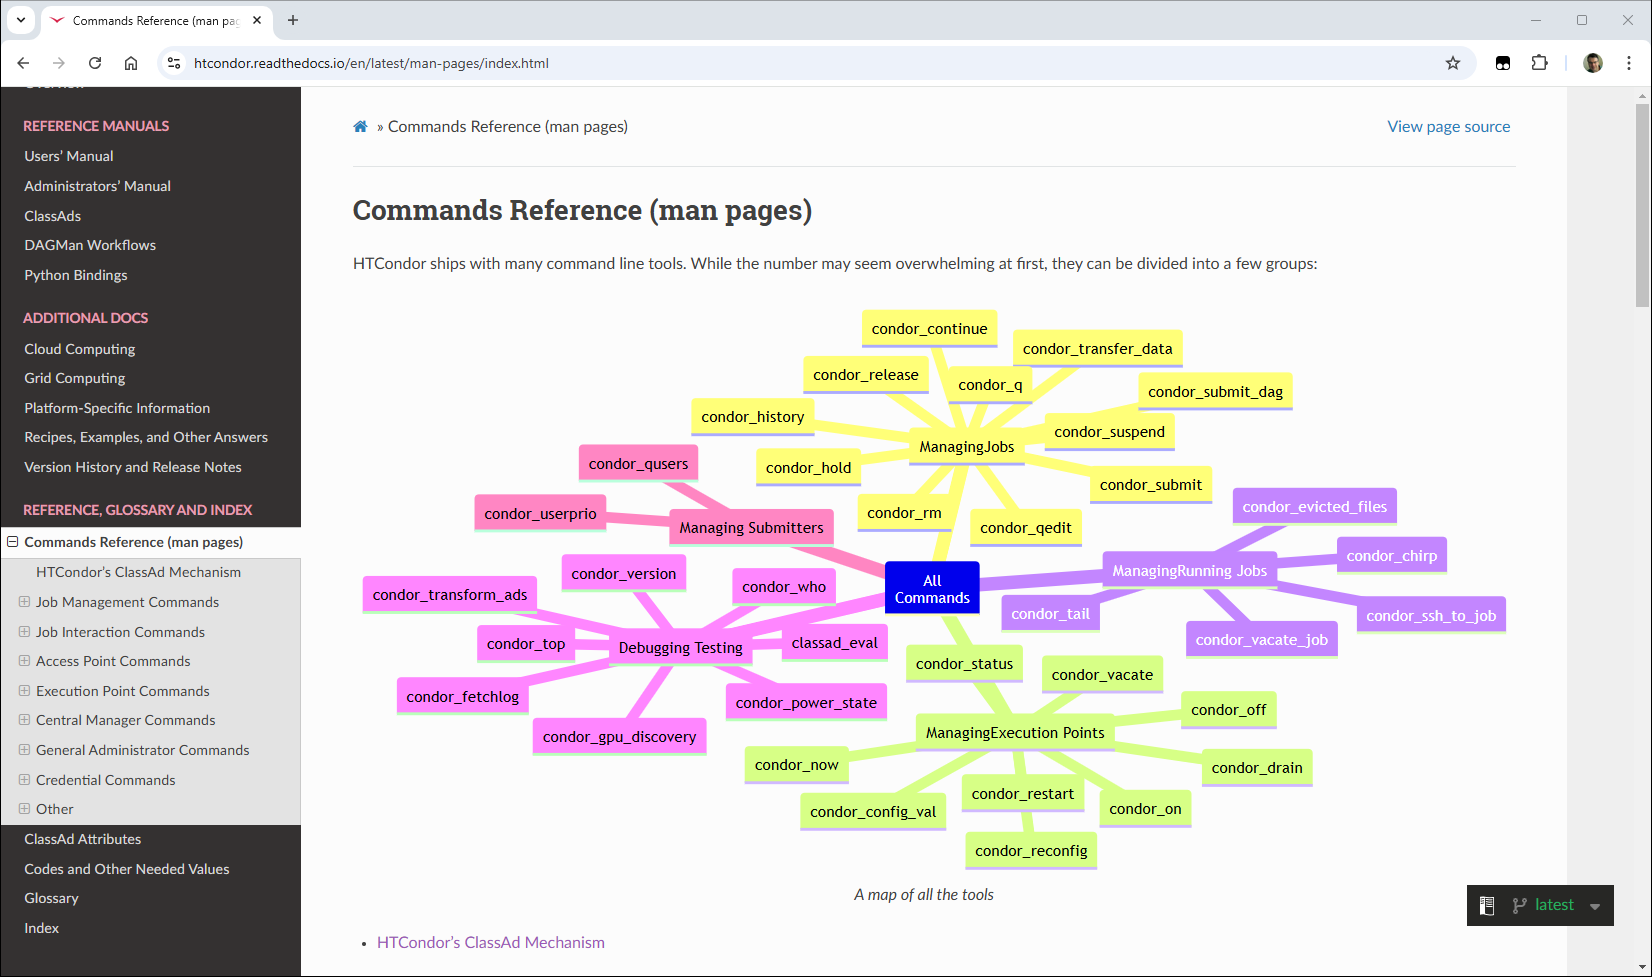 Commands Reference (man pag
htcondor.readthedocs.io/en/latest/man-pages/index.html
REFERENCE MANUALS
Users’ Manual
Administrators’ Manual
ClassAds
DAGMan Workflows
Python Bindings
ADDITIONAL DOCS
Cloud Computing
Grid Computing
Platform-Specific Information
Recipes, Examples, and Other Answers
Version History and Release Notes
REFERENCE, GLOSSARY AND INDEX
Commands Reference (man pages)
HTCondor’s ClassAd Mechanism
Job Management Commands
Job Interaction Commands
Access Point Commands
Execution Point Commands
Central Manager Commands
General Administrator Commands
Credential Commands
Other
ClassAd Attributes
Codes and Other Needed Values
Glossary
Index
» Commands Reference (man pages)
View page source
Commands Reference (man pages)
HTCondor ships with many command line tools. While the number may seem overwhelming at first, they can be divided into a few groups:
condor_continue
condor_transfer_data
condor_release
condor_q
condor_submit_dag
condor_history
condor_suspend
ManagingJobs
condor_hold
condor_submit
condor_rm
condor_qedit
condor_qusers
condor_userprio
Managing Submitters
condor_evicted_files
condor_chirp
ManagingRunning Jobs
condor_tail
condor_ssh_to_job
condor_vacate_job
All
Commands
condor_version
condor_who
condor_transform_ads
condor_top
Debugging Testing
classad_eval
condor_fetchlog
condor_power_state
condor_gpu_discovery
condor_status
condor_vacate
condor_off
ManagingExecution Points
condor_now
condor_drain
condor_restart
condor_config_val
condor_on
condor_reconfig
A map of all the tools
• HTCondor’s ClassAd Mechanism
latest